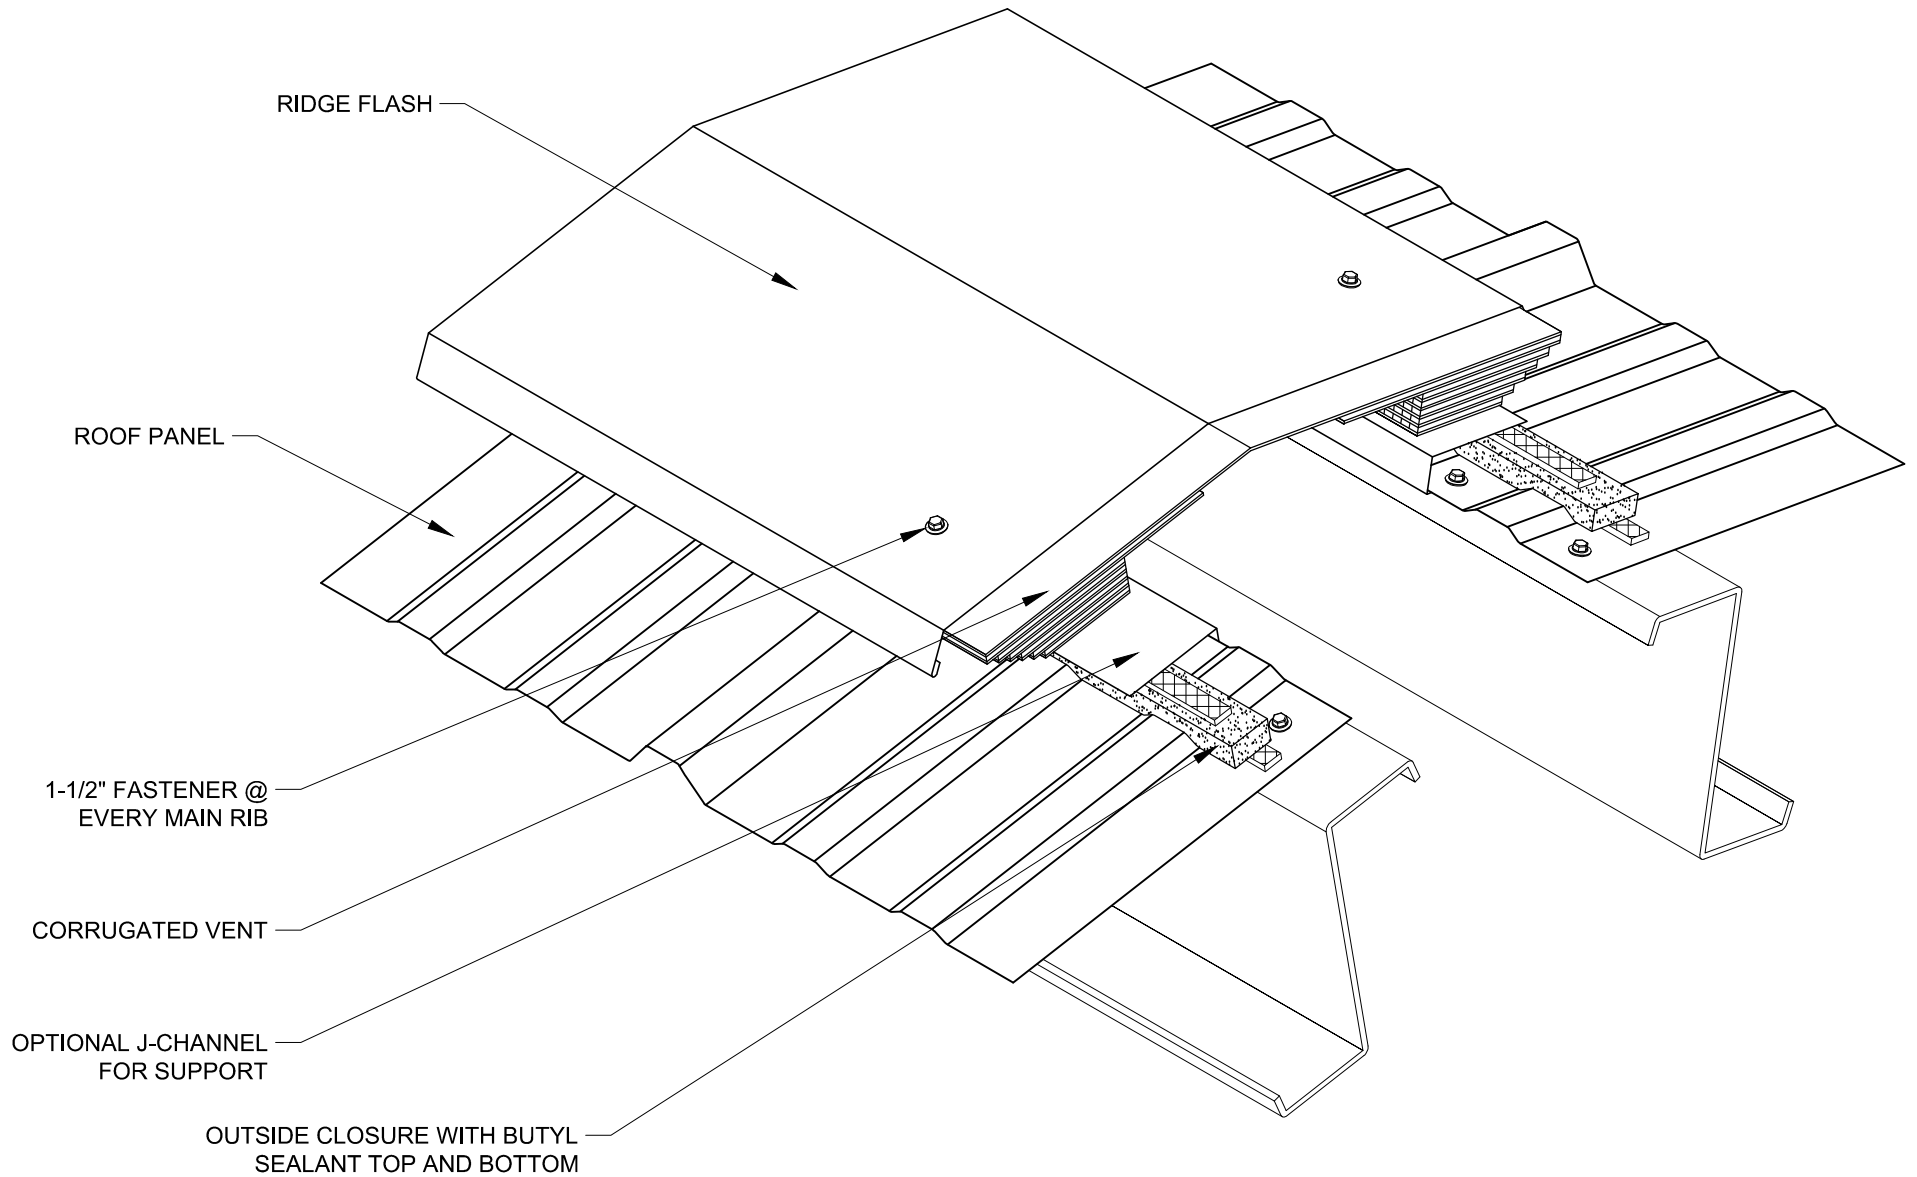 RIDGE FLASH
ROOF PANEL
1-1/2" FASTENER @
EVERY MAIN RIB
CORRUGATED VENT
OPTIONAL J-CHANNEL
FOR SUPPORT
OUTSIDE CLOSURE WITH BUTYL
SEALANT TOP AND BOTTOM